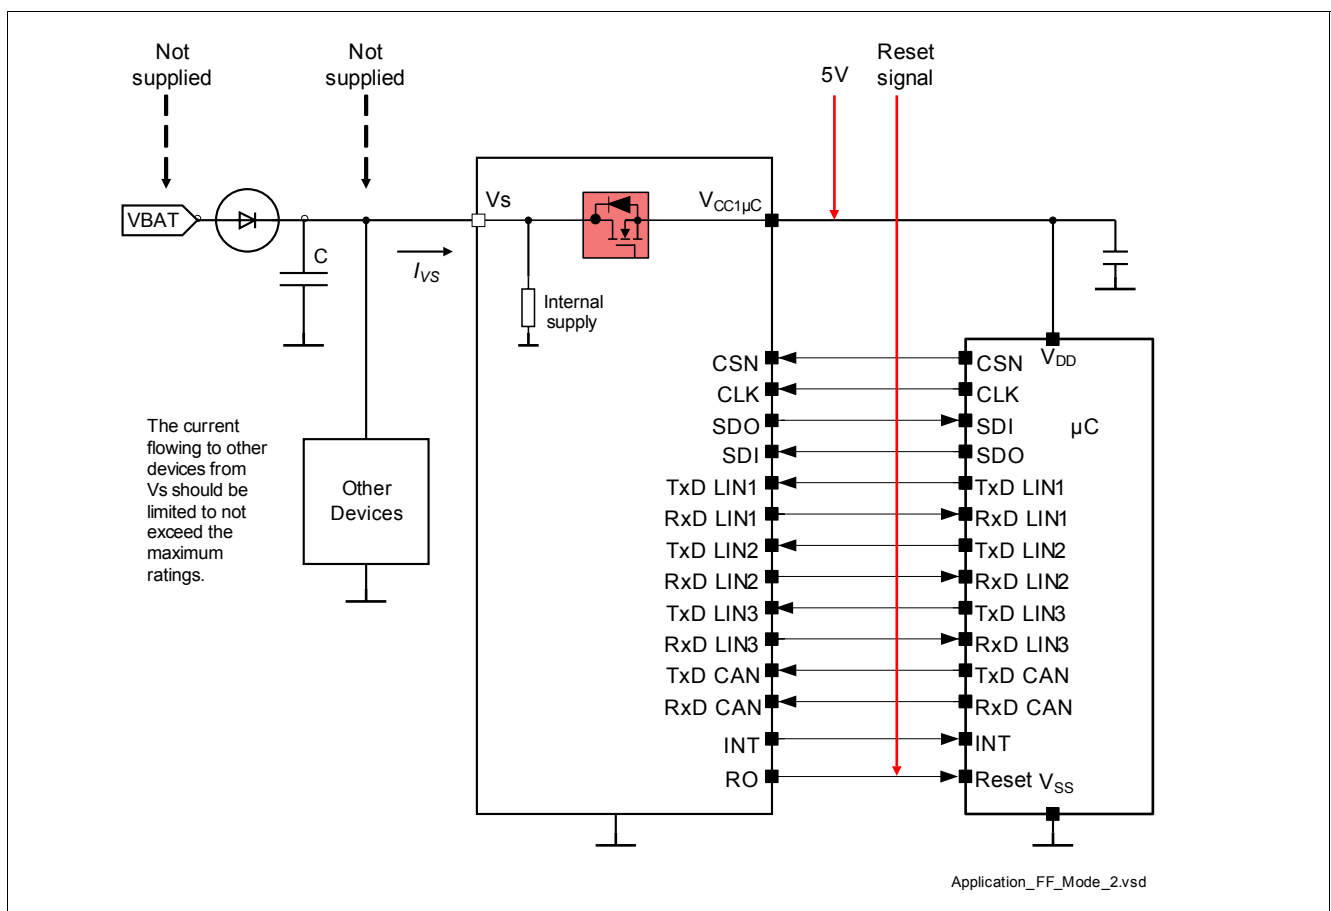 Not
supplied
Not
supplied
5V
Reset
signal
VBAT
Vs
VCC1µC
C
IVS
Internal
supply
The current
flowing to other
devices from
Vs should be
limited to not
exceed the
maximum
ratings.
Other
Devices
CSN
CLK
SDO
SDI
TxD LIN1
RxD LIN1
TxD LIN2
RxD LIN2
TxD LIN3
RxD LIN3
TxD CAN
RxD CAN
INT
RO
VDD
CSN
CLK
SDI
µC
SDO
TxD LIN1
RxD LIN1
TxD LIN2
RxD LIN2
TxD LIN3
RxD LIN3
TxD CAN
RxD CAN
INT
Reset VSS
Application_FF_Mode_2.vsd